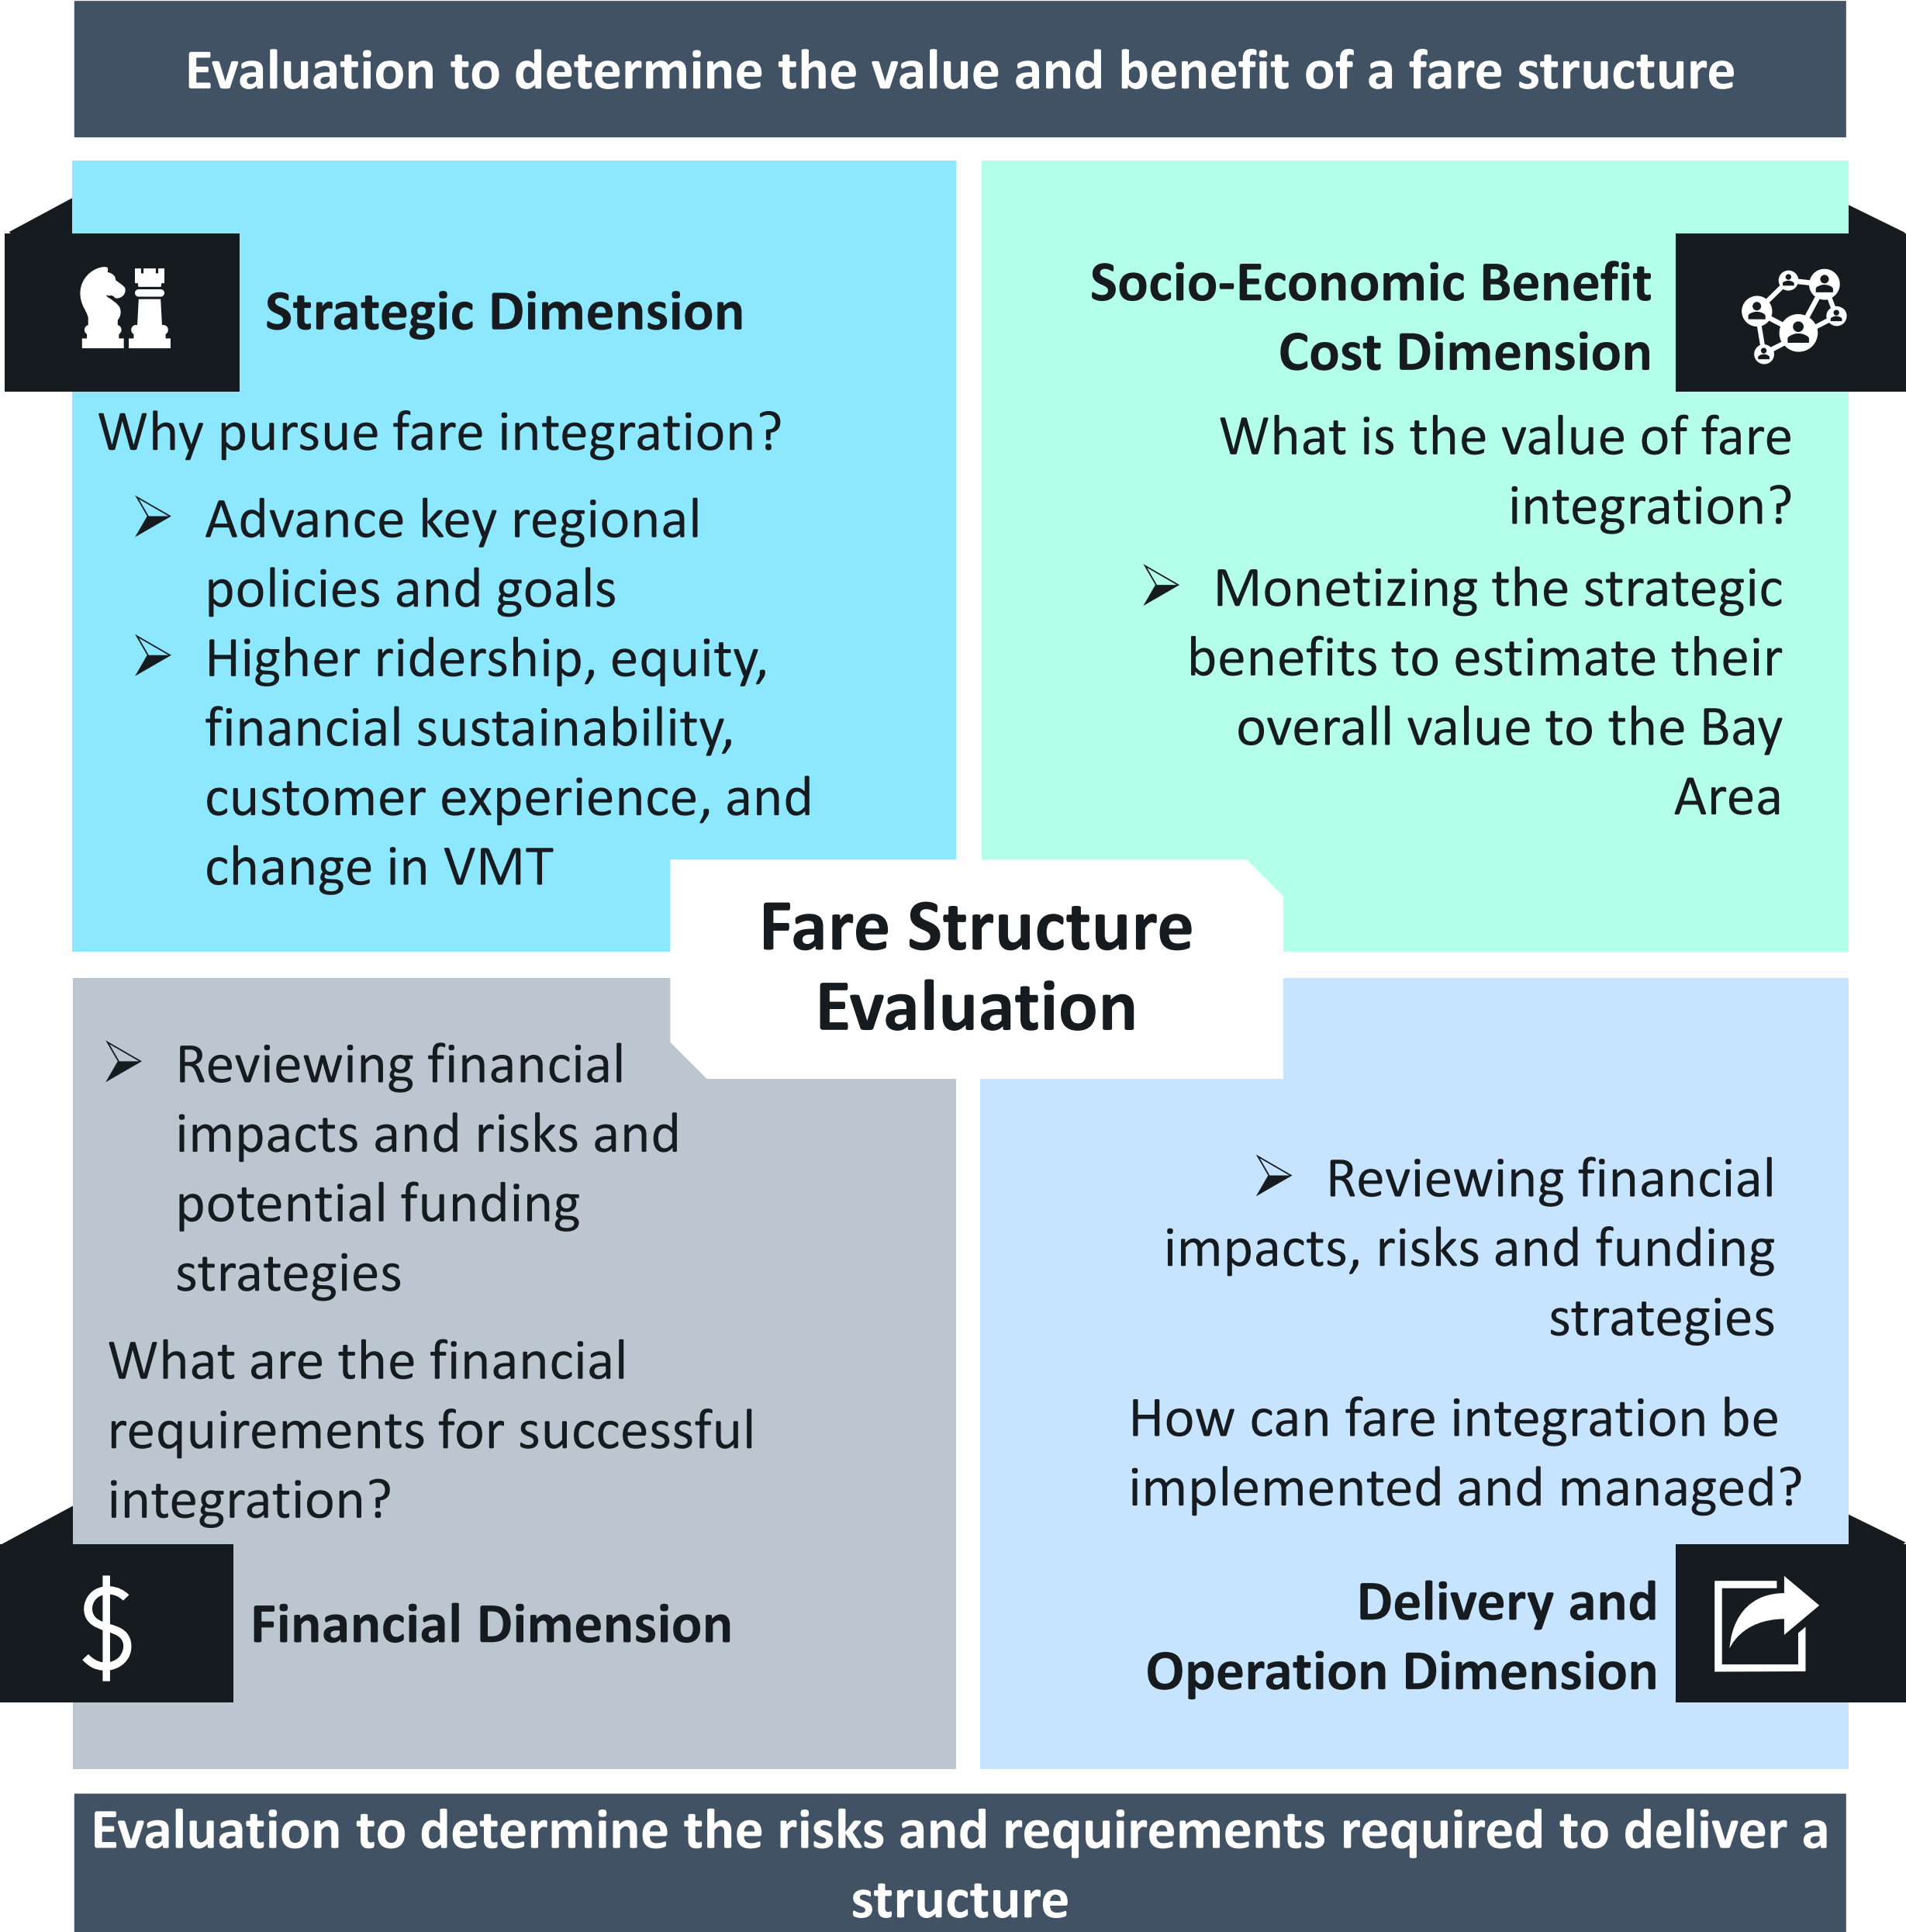 Evaluation to determine the value and benefit of a fare structure
Strategic Dimension
Why pursue fare integration?
Advance key regional
policies and goals
Higher ridership, equity,
financial sustainability,
customer experience, and
change in VMT
Socio-Economic Benefit
Cost Dimension
What is the value of fare
integration?
Monetizing the strategic
benefits to estimate their
overall value to the Bay
Area
Fare Structure
Evaluation
Reviewing financial
impacts and risks and
potential funding
strategies
What are the financial
requirements for successful
integration?
$
Financial Dimension
Reviewing financial
impacts, risks and funding
strategies
How can fare integration be
implemented and managed?
Delivery and
Operation Dimension
Evaluation to determine the risks and requirements required to deliver a
structure